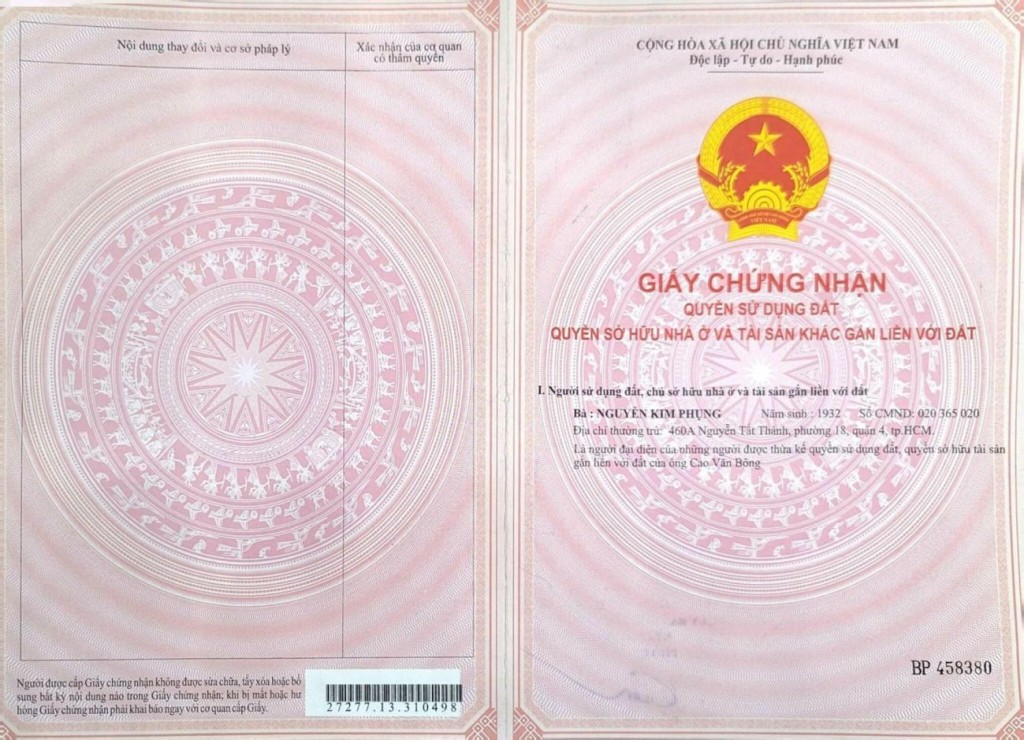 Nội dung thay đổi và cơ sở pháp lý
Xác nhận của cơ quan
có thẩm quyền
Người được cấp Giấy chứng nhận không được sửa chữa, tẩy xóa hoặc bổ
sung bất kỳ nội dung nào trong Giấy chứng nhận; khi bị mất hoặc hư
hỏng Giấy chứng nhận phải khai báo ngay với cơ quan cấp Giấy.
27277.13.310498
CỘNG HÒA XÃ HỘI CHỦ NGHĨA VIỆT NAM
Độc lập - Tự do - Hạnh phúc
VIỆT NAM
GIẤY CHỨNG NHẬN
QUYỀN SỬ DỤNG ĐẤT
QUYỀN SỞ HỮU NHÀ Ở VÀ TÀI SẢN KHÁC GẮN LIỀN VỚI ĐẤT
I. Người sử dụng đất, chủ sở hữu nhà ở và tài sản gắn liền với đất
Bà : NGUYỄN KIM PHỤNG Năm sinh : 1932 Số CMND: 020 365 020
Địa chỉ thường trú: 460A Nguyễn Tất Thành, phường 18, quận 4, tp.HCM.
Là người đại diện của những người được thừa kế quyền sử dụng đất, quyền sở hữu tài sản
gắn liền với đất của ông Cao Văn Bông
BP 458380